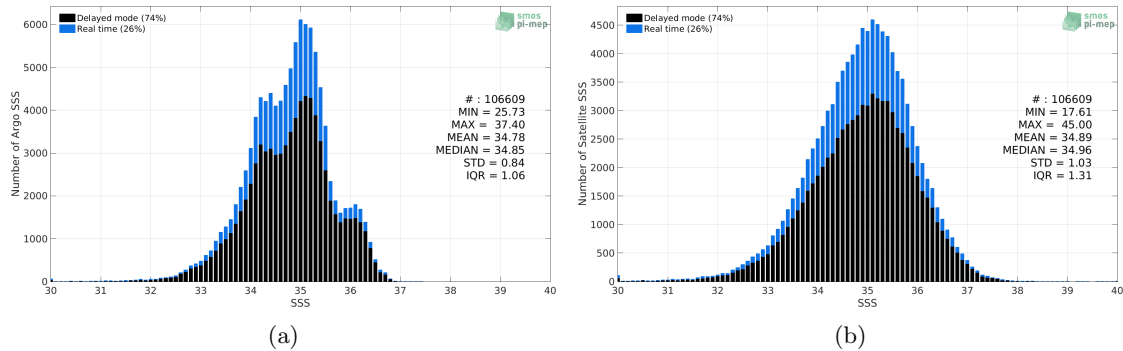 Delayed mode (74%)
Real time (26%)
smos
pi-mep
Number of Argo SSS
6000
5000
4000
3000
2000
1000
0
# : 106609
MIN = 25.73
MAX = 37.40
MEAN = 34.78
MEDIAN = 34.85
STD = 0.84
IQR = 1.06
30 31 32 33 34 35 36 37 38 39 40
SSS
(a)
Delayed mode (74%)
Real time (26%)
smos
pi-mep
Number of Satellite SSS
4500
4000
3500
3000
2500
2000
1500
1000
500
0
# : 106609
MIN = 17.61
MAX = 45.00
MEAN = 34.89
MEDIAN = 34.96
STD = 1.03
IQR = 1.31
30 31 32 33 34 35 36 37 38 39 40
SSS
(b)